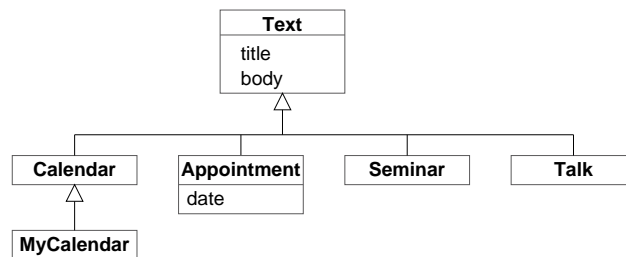 Text
title
body
Calendar
Appointment
Seminar
Talk
date
MyCalendar